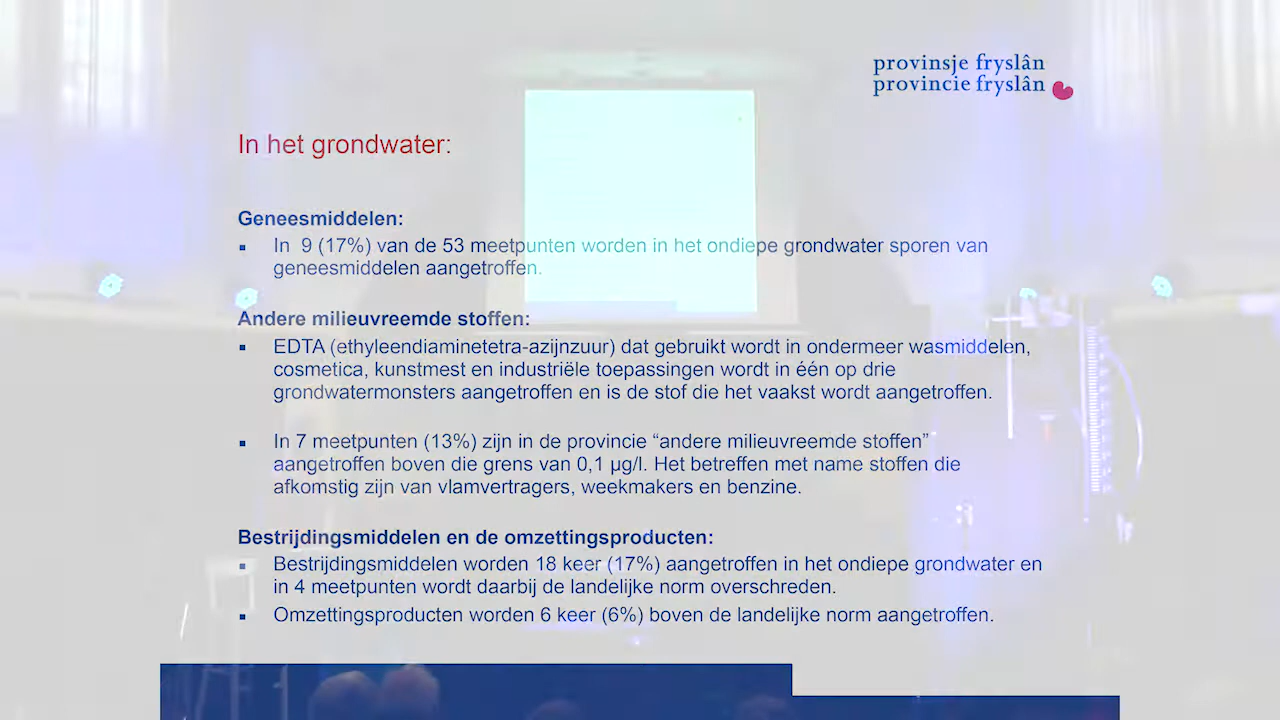 provinsje fryslân
provincie fryslân
In het grondwater:
Geneesmiddelen:
▪ In 9 (17%) van de 53 meetpunten worden in het ondiepe grondwater sporen van
geneesmiddelen aangetroffen.
Andere milieuvreemde stoffen:
▪ EDTA (ethyleendiaminetetra-azijnzuur) dat gebruikt wordt in ondermeer wasmiddelen,
cosmetica, kunstmest en industriële toepassingen wordt in één op drie
grondwatermonsters aangetroffen en is de stof die het vaakst wordt aangetroffen.
▪ In 7 meetpunten (13%) zijn in de provincie “andere milieuvreemde stoffen”
aangetroffen boven die grens van 0,1 µg/l. Het betreffen met name stoffen die
afkomstig zijn van vlamvertragers, weekmakers en benzine.
Bestrijdingsmiddelen en de omzettingsproducten:
▪ Bestrijdingsmiddelen worden 18 keer (17%) aangetroffen in het ondiepe grondwater en
in 4 meetpunten wordt daarbij de landelijke norm overschreden.
▪ Omzettingsproducten worden 6 keer (6%) boven de landelijke norm aangetroffen.